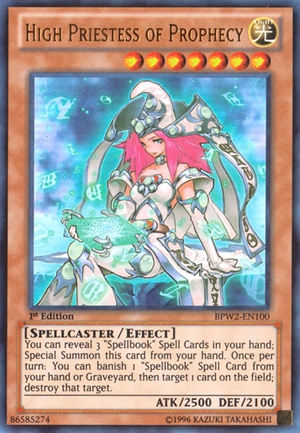 HIGH PRIESTESS OF PROPHECY
光
1st Edition
BPW2-EN100
[SPELLCASTER / EFFECT]
You can reveal 3 "Spellbook" Spell Cards in your hand;
Special Summon this card from your hand. Once per
turn: You can banish 1 "Spellbook" Spell Card from
your hand or Graveyard, then target 1 card on the field;
destroy that target.
ATK/2500 DEF/2100
86585274
©1996 KAZUKI TAKAHASHI